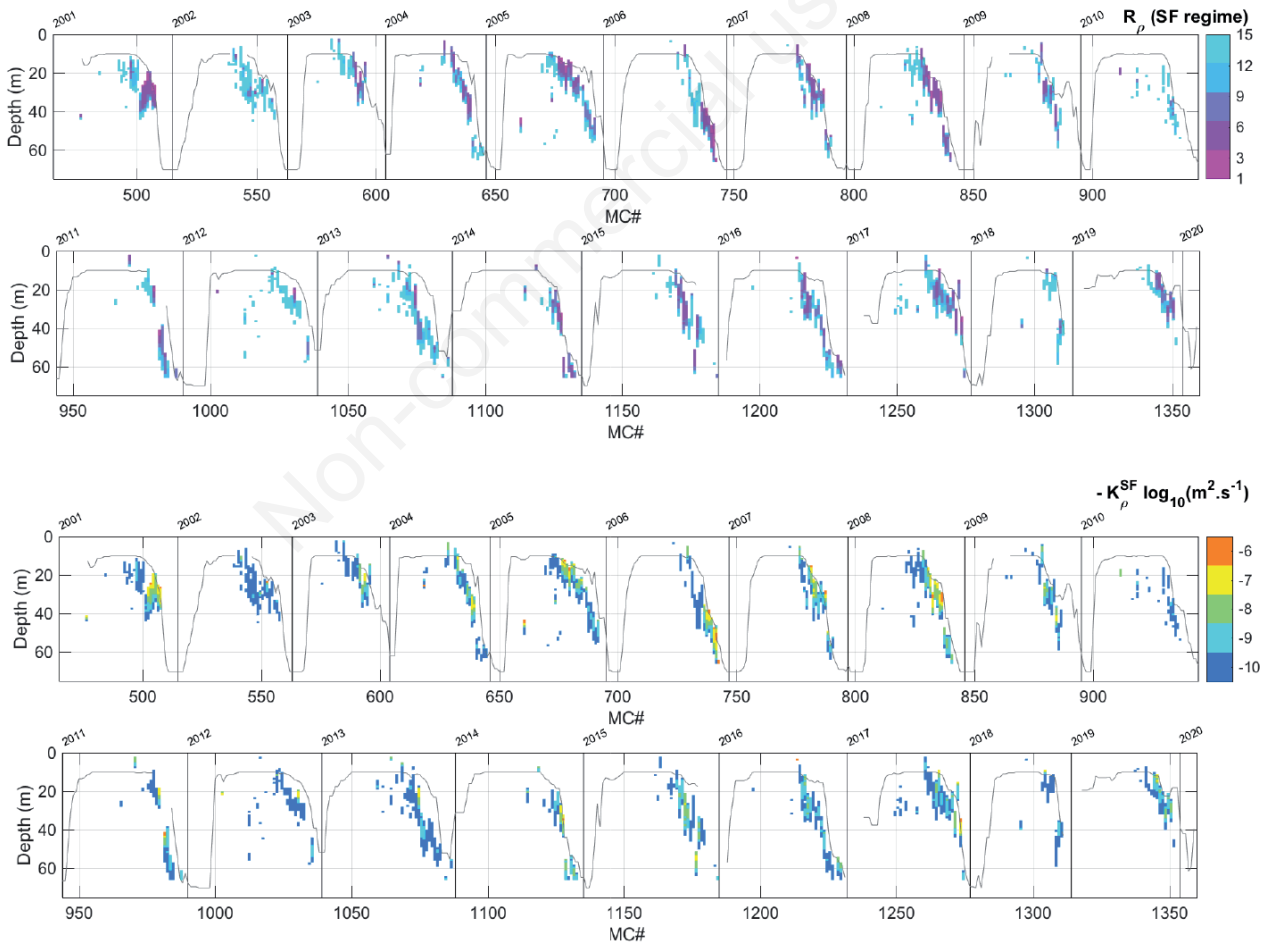 R_ρ (SF regime)
2001 2002 2003 2004 2005 2006 2007 2008 2009 2010
0 20 40 60
Depth (m)
15 12 9 6 3 1
500 550 600 650 700 750 800 850 900
MC#
2011 2012 2013 2014 2015 2016 2017 2018 2019 2020
0 20 40 60
Depth (m)
950 1000 1050 1100 1150 1200 1250 1300 1350
MC#
Non-commercial us
- K_ρ^SF log₁₀(m².s⁻¹)
2001 2002 2003 2004 2005 2006 2007 2008 2009 2010
0 20 40 60
Depth (m)
-6 -7 -8 -9 -10
500 550 600 650 700 750 800 850 900
MC#
2011 2012 2013 2014 2015 2016 2017 2018 2019 2020
0 20 40 60
Depth (m)
950 1000 1050 1100 1150 1200 1250 1300 1350
MC#